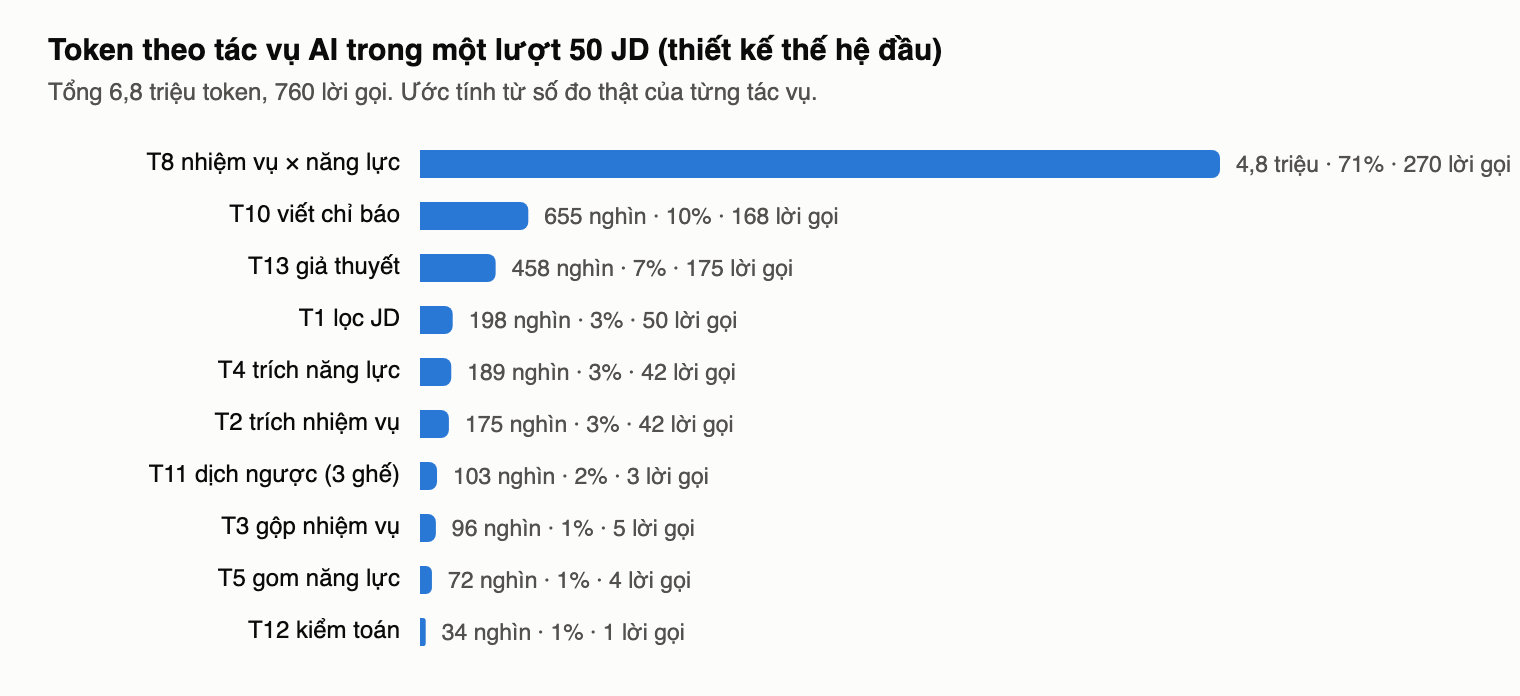 Token theo tác vụ AI trong một lượt 50 JD (thiết kế thế hệ đầu)
Tổng 6,8 triệu token, 760 lời gọi. Ước tính từ số đo thật của từng tác vụ.
T8 nhiệm vụ × năng lực 4,8 triệu · 71% · 270 lời gọi
T10 viết chỉ báo 655 nghìn · 10% · 168 lời gọi
T13 giả thuyết 458 nghìn · 7% · 175 lời gọi
T1 lọc JD 198 nghìn · 3% · 50 lời gọi
T4 trích năng lực 189 nghìn · 3% · 42 lời gọi
T2 trích nhiệm vụ 175 nghìn · 3% · 42 lời gọi
T11 dịch ngược (3 ghế) 103 nghìn · 2% · 3 lời gọi
T3 gộp nhiệm vụ 96 nghìn · 1% · 5 lời gọi
T5 gom năng lực 72 nghìn · 1% · 4 lời gọi
T12 kiểm toán 34 nghìn · 1% · 1 lời gọi